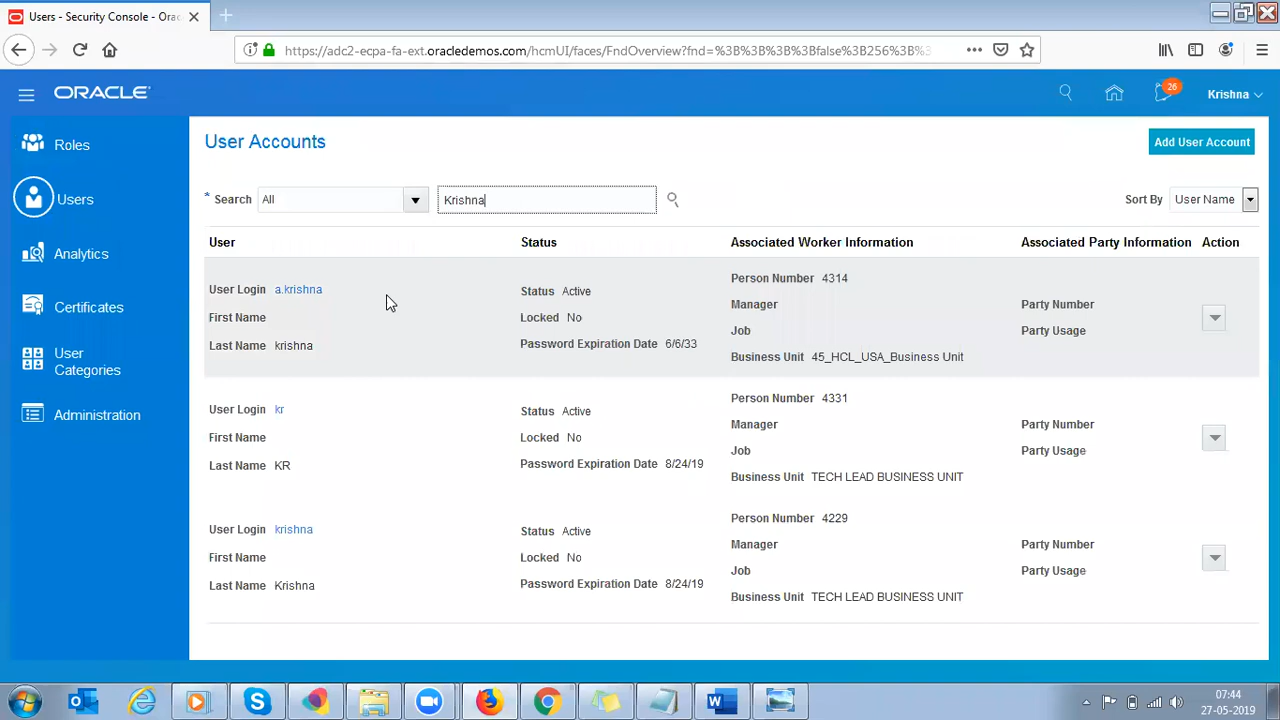 Users - Security Console - Orac
https://adc2-ecpa-fa-ext.oracledemos.com/hcmUI/faces/FndOverview?fnd=%3B%3B%3B%3Bfalse%3B256%3B%3
ORACLE
26
Krishna
Roles
Users
Analytics
Certificates
User
Categories
Administration
User Accounts
Add User Account
* Search All Krishna Sort By User Name
User Status Associated Worker Information Associated Party Information Action
User Login a.krishna
First Name
Last Name krishna
Status Active
Locked No
Password Expiration Date 6/6/33
Person Number 4314
Manager
Job
Business Unit 45_HCL_USA_Business Unit
Party Number
Party Usage
User Login kr
First Name
Last Name KR
Status Active
Locked No
Password Expiration Date 8/24/19
Person Number 4331
Manager
Job
Business Unit TECH LEAD BUSINESS UNIT
Party Number
Party Usage
User Login krishna
First Name
Last Name Krishna
Status Active
Locked No
Password Expiration Date 8/24/19
Person Number 4229
Manager
Job
Business Unit TECH LEAD BUSINESS UNIT
Party Number
Party Usage
07:44
27-05-2019